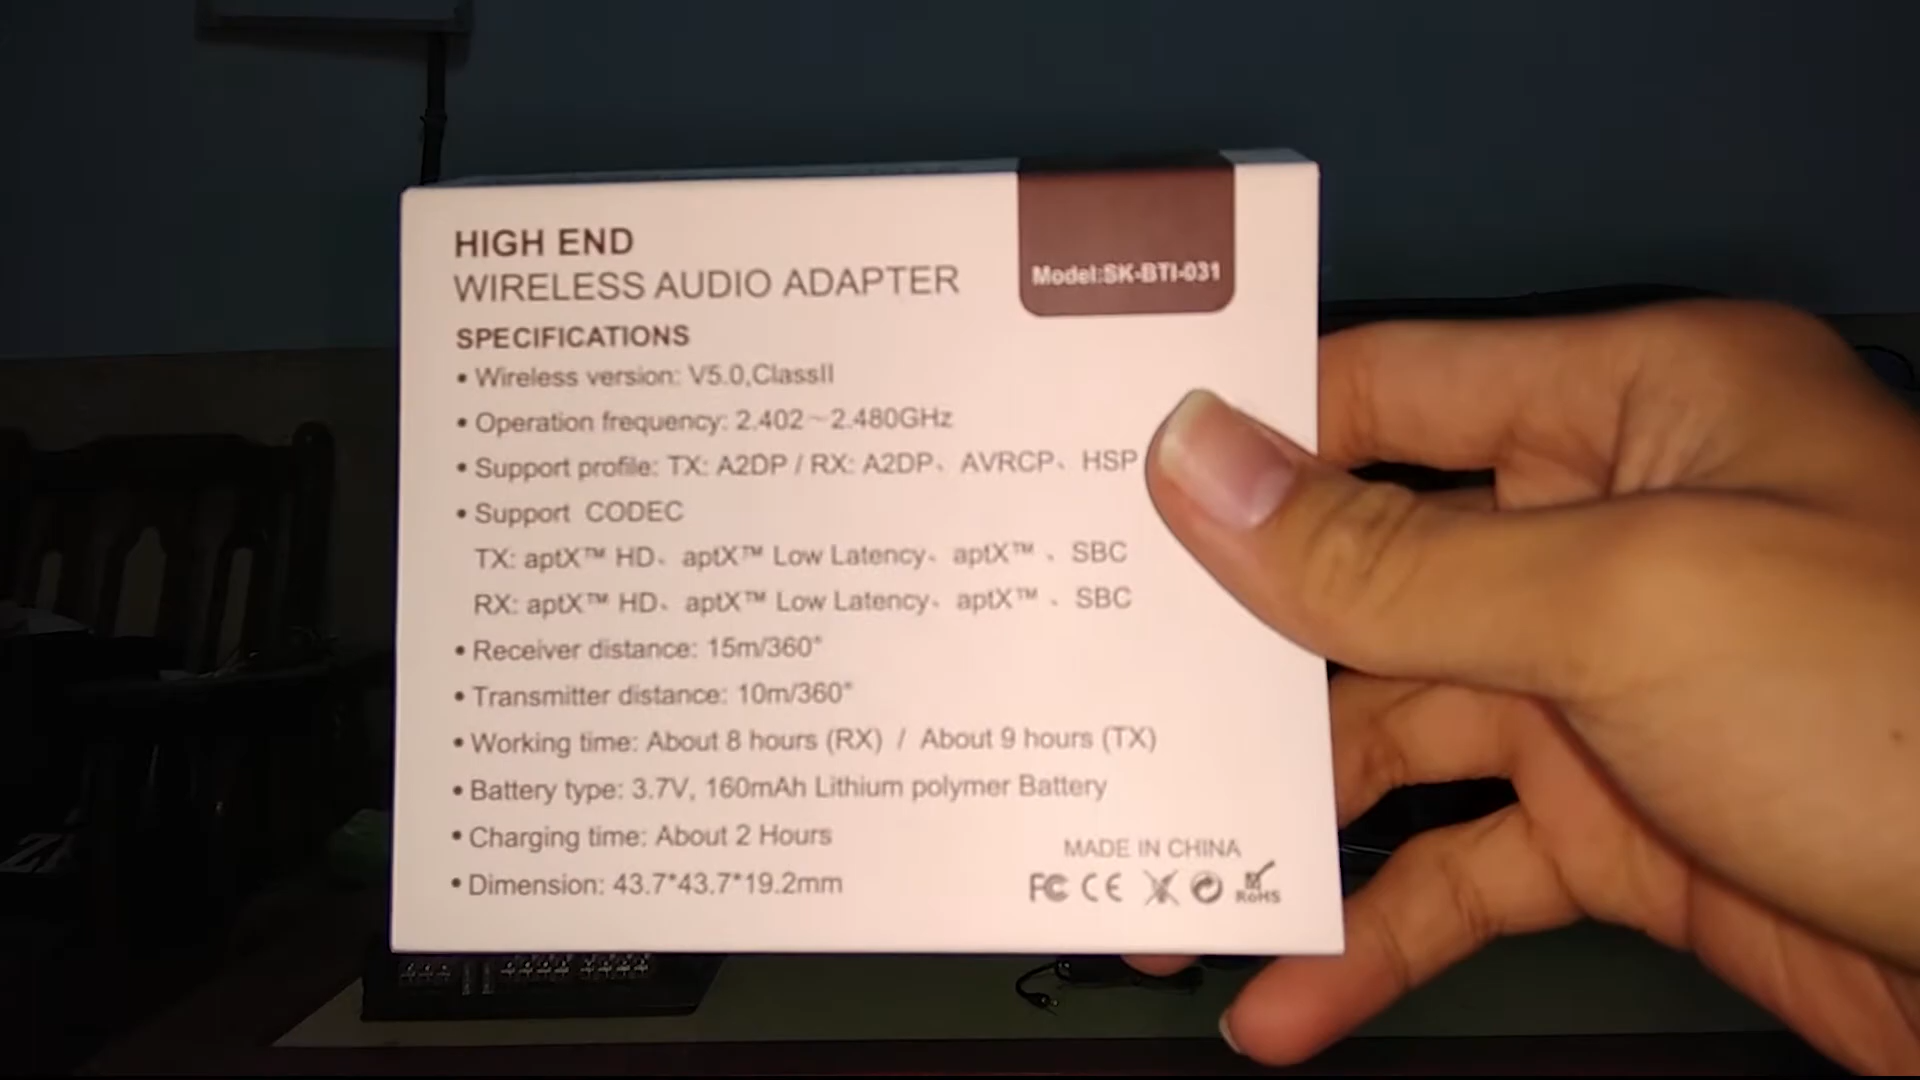 HIGH END
WIRELESS AUDIO ADAPTER
Model:SK-BTI-031
SPECIFICATIONS
• Wireless version: V5.0,ClassII
• Operation frequency: 2.402~2.480GHz
• Support profile: TX: A2DP / RX: A2DP、AVRCP、HSP
• Support CODEC
TX: aptX™ HD、aptX™ Low Latency、aptX™、SBC
RX: aptX™ HD、aptX™ Low Latency、aptX™、SBC
• Receiver distance: 15m/360°
• Transmitter distance: 10m/360°
• Working time: About 8 hours (RX) / About 9 hours (TX)
• Battery type: 3.7V, 160mAh Lithium polymer Battery
• Charging time: About 2 Hours
• Dimension: 43.7*43.7*19.2mm
MADE IN CHINA
FC CE RoHS